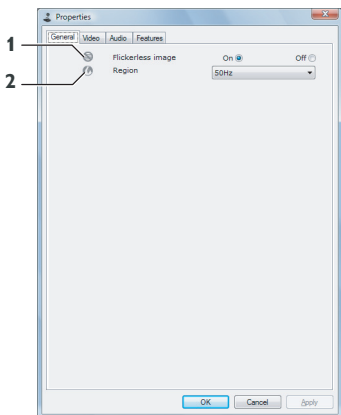 Properties
General Video Audio Features
1 Flickerless image On Off
2 Region 50Hz
OK Cancel Apply